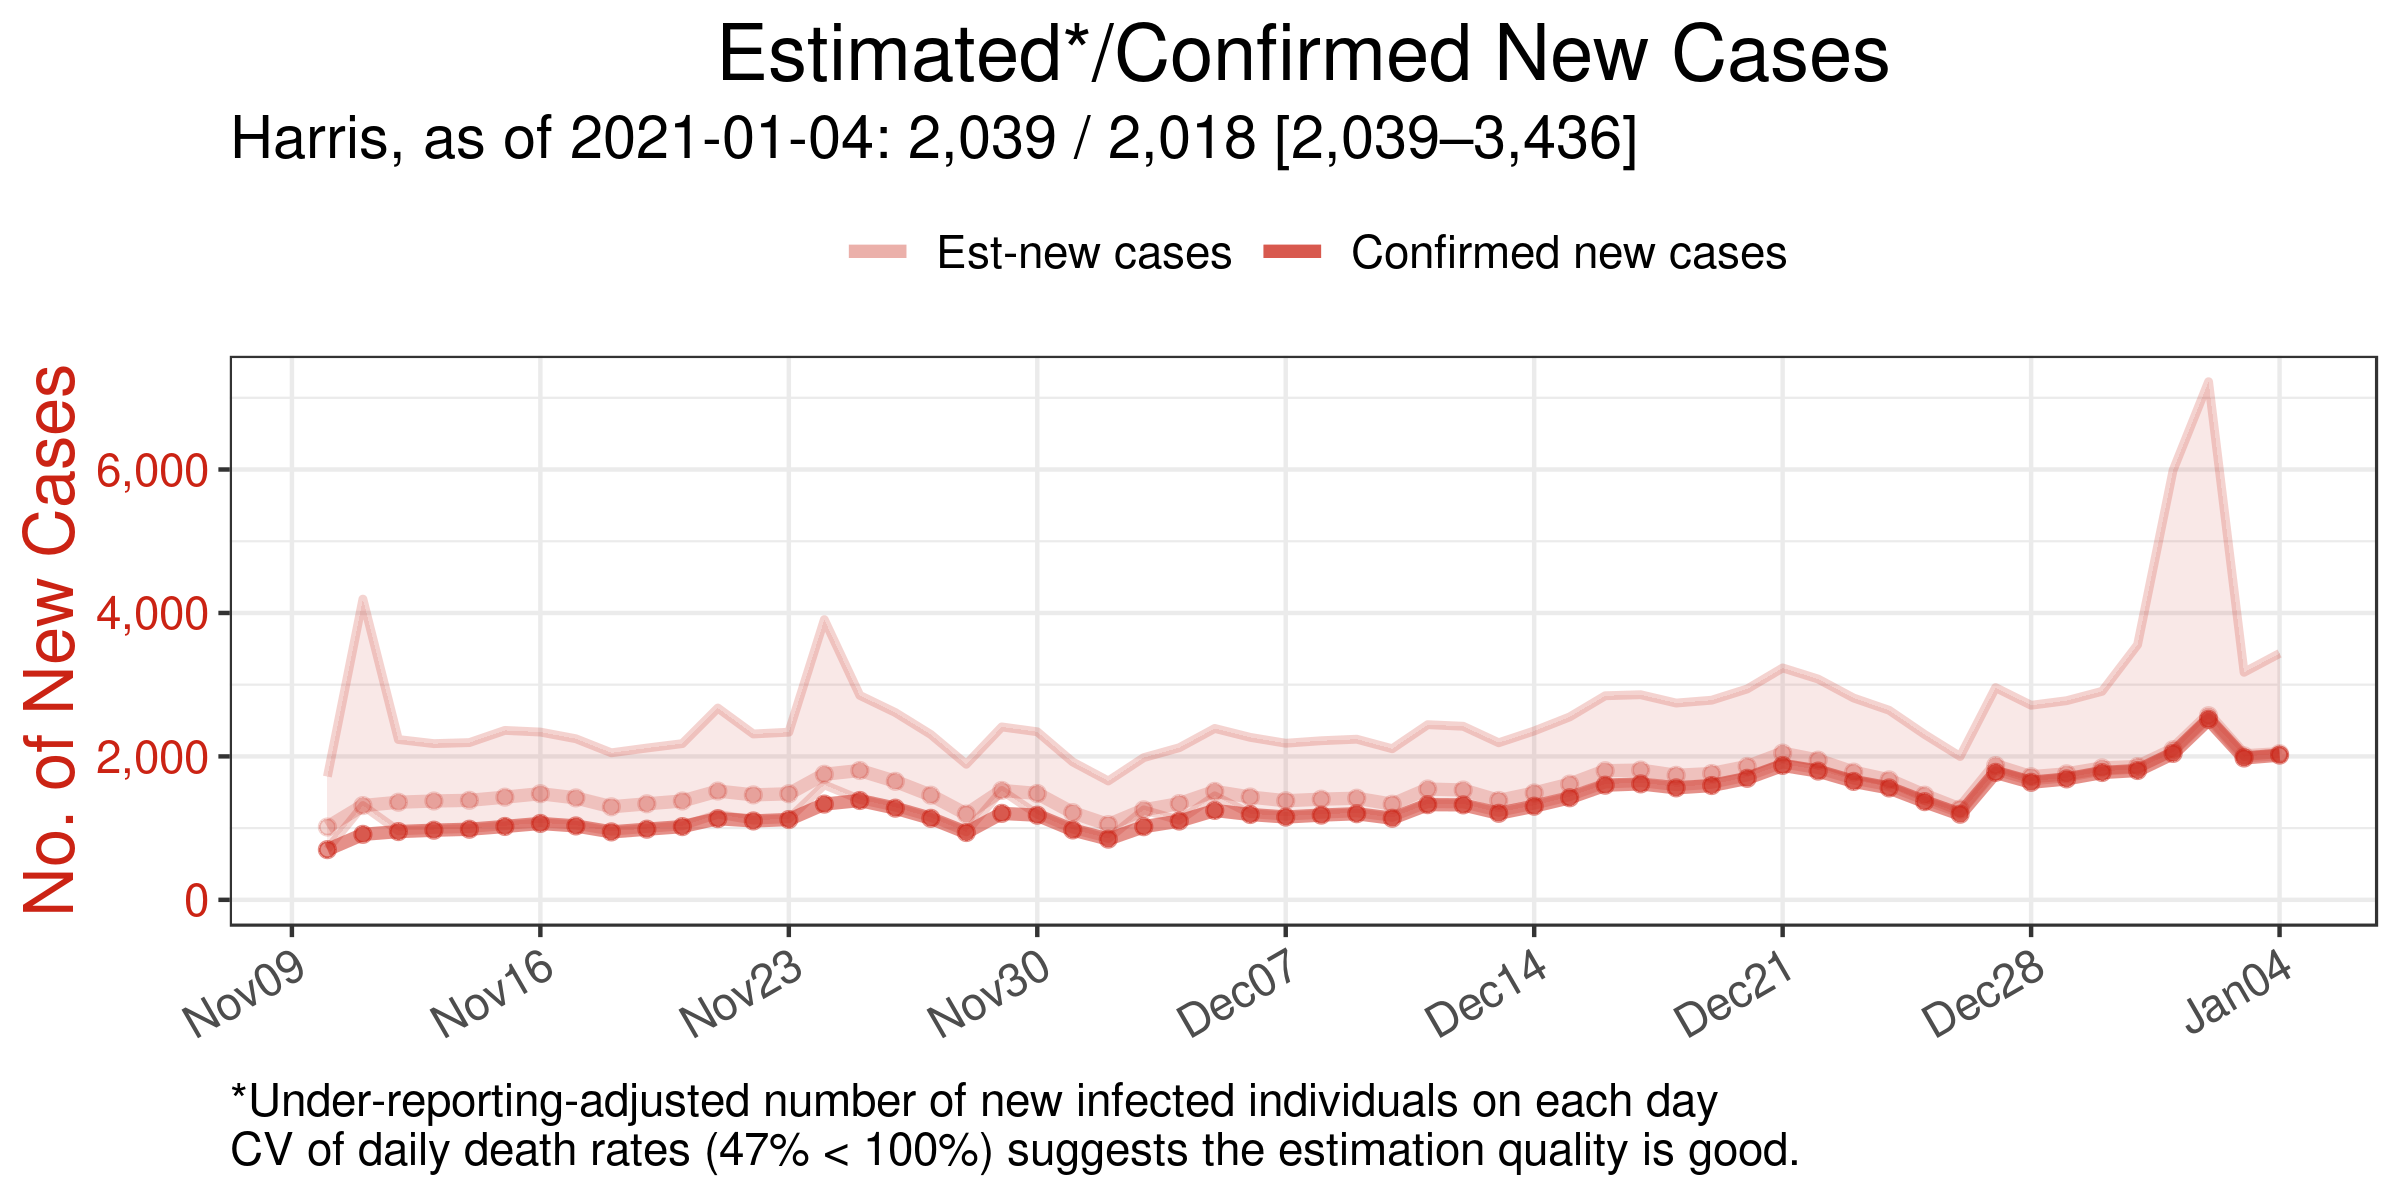 Estimated*/Confirmed New Cases
Harris, as of 2021-01-04: 2,039 / 2,018 [2,039–3,436]
Est-new cases Confirmed new cases
No. of New Cases
6,000
4,000
2,000
0
Nov09 Nov16 Nov23 Nov30 Dec07 Dec14 Dec21 Dec28 Jan04
*Under-reporting-adjusted number of new infected individuals on each day
CV of daily death rates (47% < 100%) suggests the estimation quality is good.